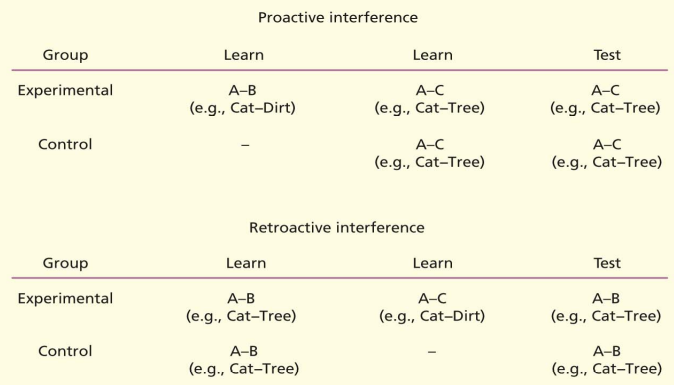 Proactive interference
Group Learn Learn Test
Experimental A–B A–C A–C
(e.g., Cat–Dirt) (e.g., Cat–Tree) (e.g., Cat–Tree)
Control – A–C A–C
(e.g., Cat–Tree) (e.g., Cat–Tree)
Retroactive interference
Group Learn Learn Test
Experimental A–B A–C A–B
(e.g., Cat–Tree) (e.g., Cat–Dirt) (e.g., Cat–Tree)
Control A–B – A–B
(e.g., Cat–Tree) (e.g., Cat–Tree)